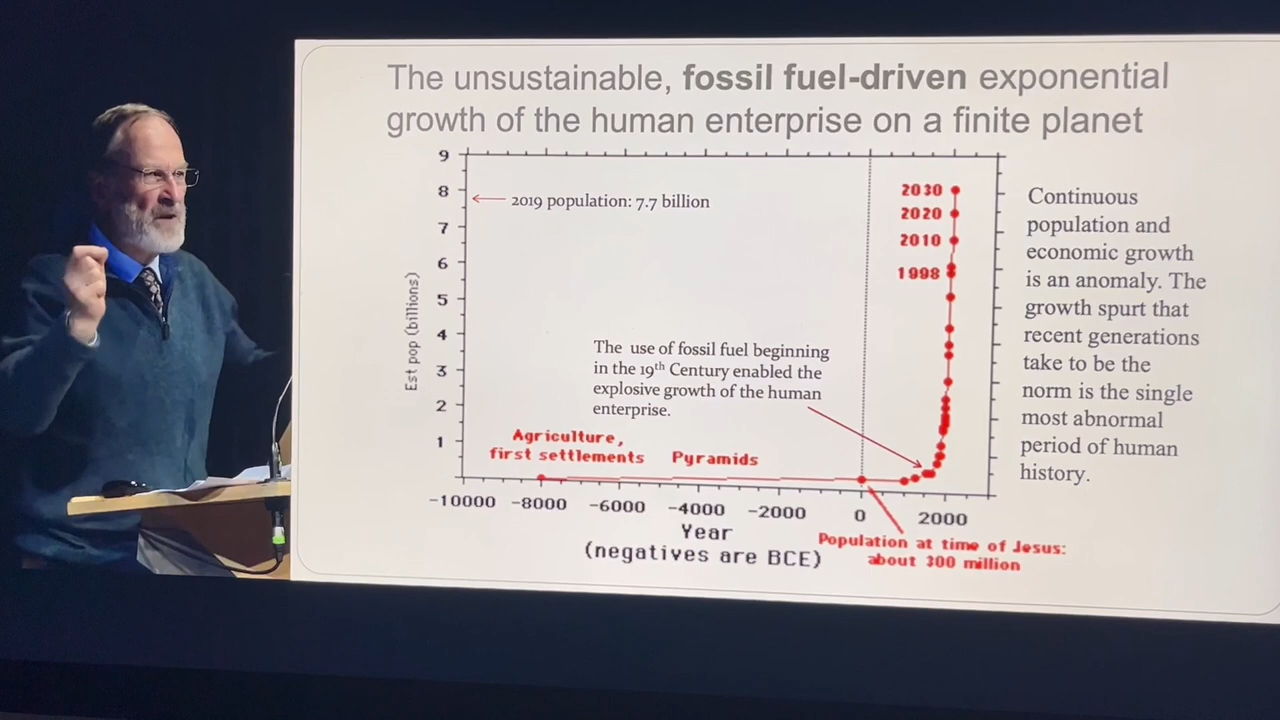 The unsustainable, fossil fuel-driven exponential
growth of the human enterprise on a finite planet
9
8
7
6
5
4
3
2
1
Est pop (billions)
2019 population: 7.7 billion
2030
2020
2010
1998
The use of fossil fuel beginning
in the 19th Century enabled the
explosive growth of the human
enterprise.
Agriculture,
first settlements
Pyramids
-10000 -8000 -6000 -4000 -2000 0 2000
Year
(negatives are BCE)
Population at time of Jesus:
about 300 million
Continuous
population and
economic growth
is an anomaly. The
growth spurt that
recent generations
take to be the
norm is the single
most abnormal
period of human
history.